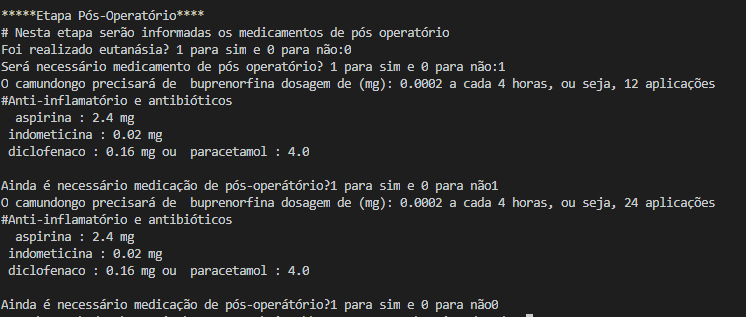 *****Etapa Pós-Operatório****
# Nesta etapa serão informadas os medicamentos de pós operatório
Foi realizado eutanásia? 1 para sim e 0 para não:0
Será necessário medicamento de pós operatório? 1 para sim e 0 para não:1
O camundongo precisará de  buprenorfina dosagem de (mg): 0.0002 a cada 4 horas, ou seja, 12 aplicações
#Anti-inflamatório e antibióticos
  aspirina : 2.4 mg
 indometicina : 0.02 mg
 diclofenaco : 0.16 mg ou  paracetamol : 4.0
Ainda é necessário medicação de pós-operátório?1 para sim e 0 para não1
O camundongo precisará de  buprenorfina dosagem de (mg): 0.0002 a cada 4 horas, ou seja, 24 aplicações
#Anti-inflamatório e antibióticos
  aspirina : 2.4 mg
 indometicina : 0.02 mg
 diclofenaco : 0.16 mg ou  paracetamol : 4.0
Ainda é necessário medicação de pós-operátório?1 para sim e 0 para não0